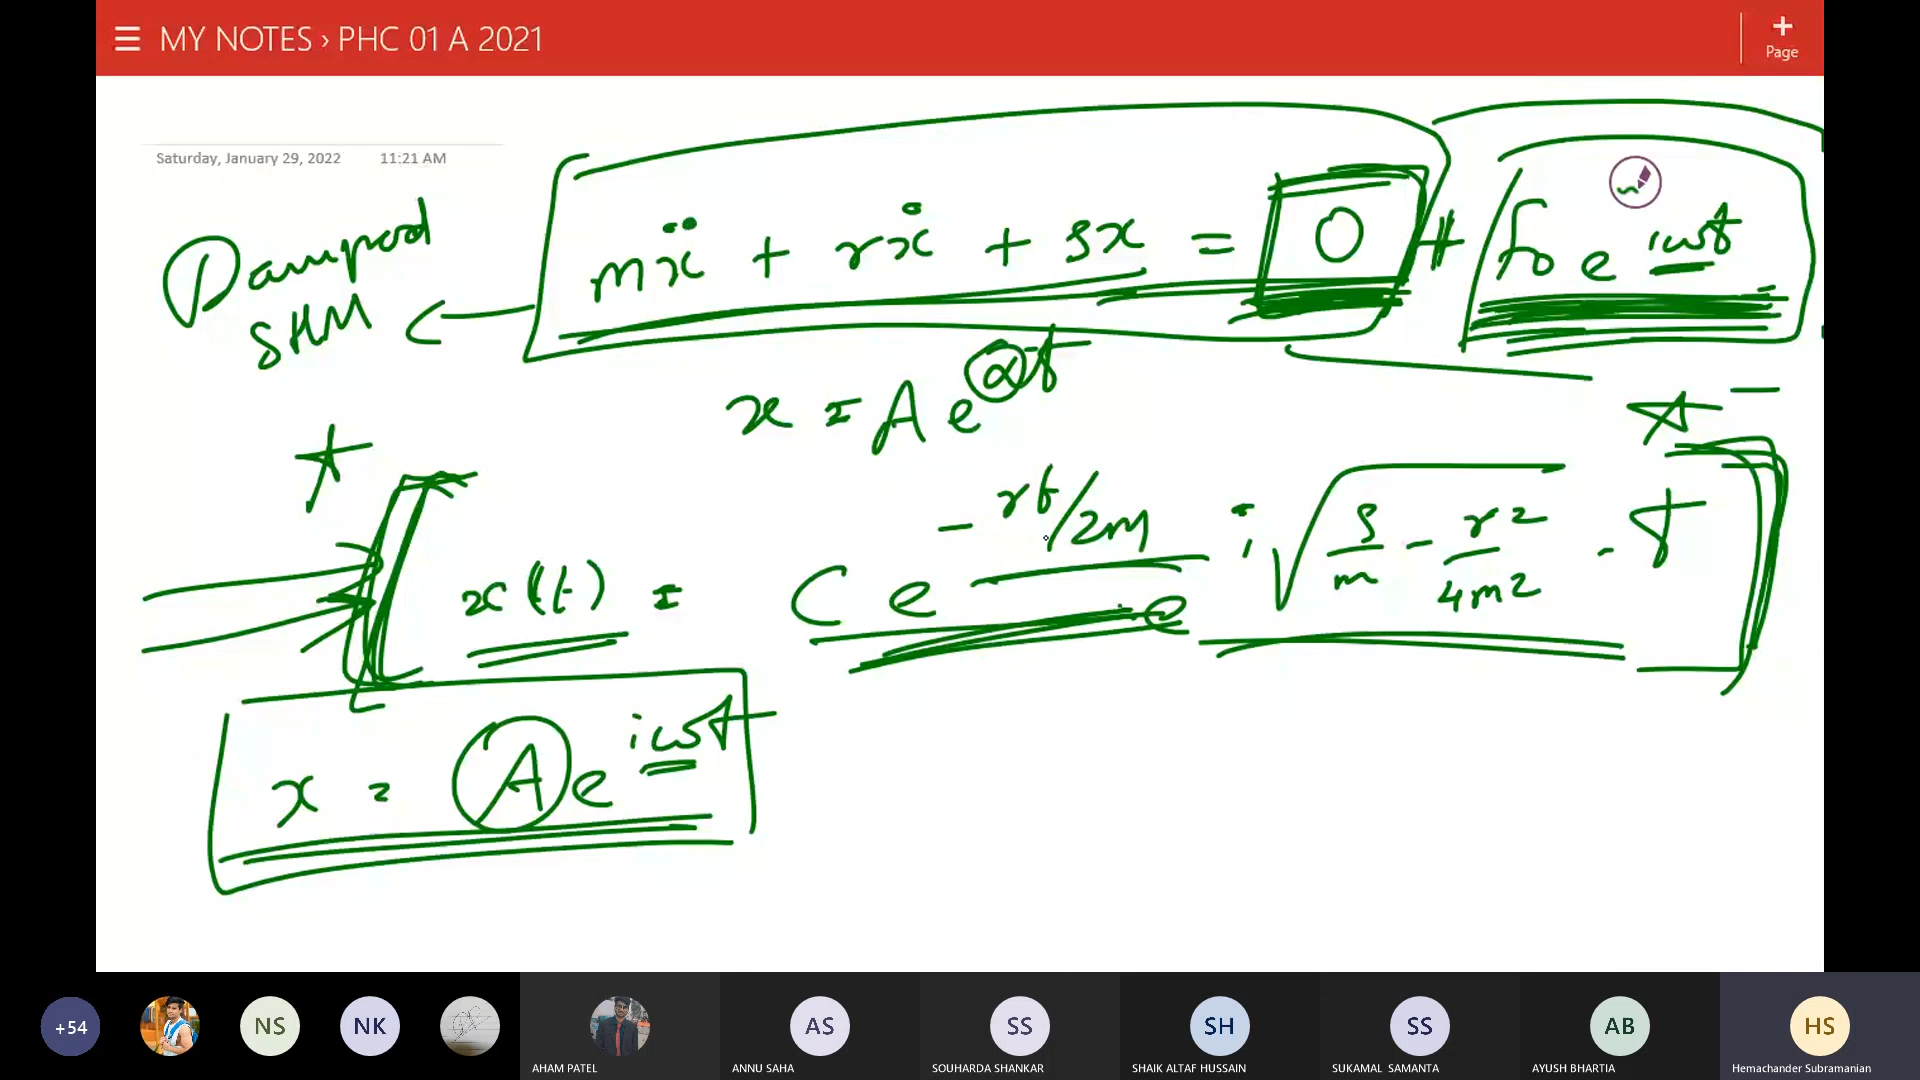 MY NOTES › PHC 01 A 2021
+
Page
Saturday, January 29, 2022 11:21 AM
mẍ + rẋ + sx = 0 + f₀ e^{iωt}
Damped
SHM
x = A e^{αt}
x(t) = C e^{-rt/2m} e^{i√(s/m - r²/4m²) · t}
x = A e^{iωt}
+54
NS
NK
AS
SS
SH
SS
AB
HS
AHAM PATEL
ANNU SAHA
SOUHARDA SHANKAR
SHAIK ALTAF HUSSAIN
SUKAMAL SAMANTA
AYUSH BHARTIA
Hemachander Subramanian